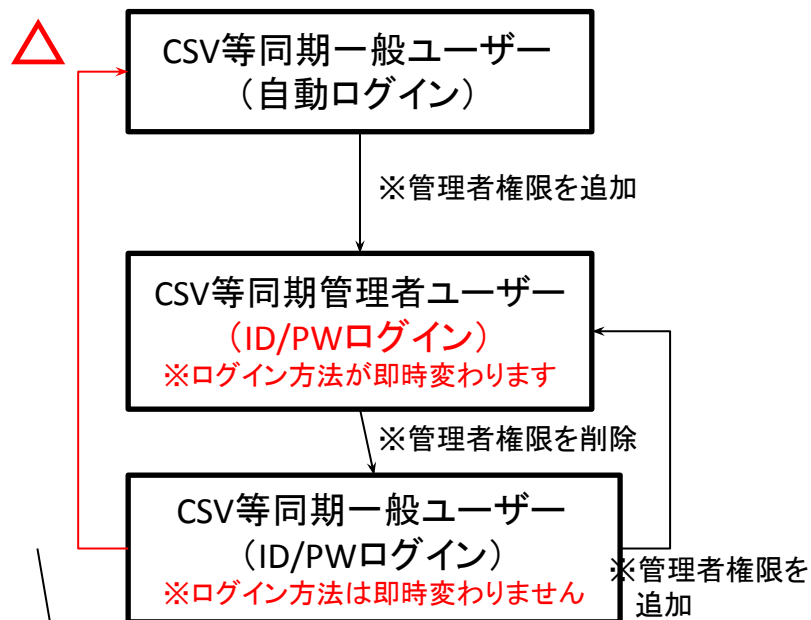 CSV等同期一般ユーザー
（自動ログイン）
※管理者権限を追加
CSV等同期管理者ユーザー
（ID/PWログイン）
※ログイン方法が即時変わります
※管理者権限を削除
CSV等同期一般ユーザー
（ID/PWログイン）
※ログイン方法は即時変わりません
※管理者権限を
追加